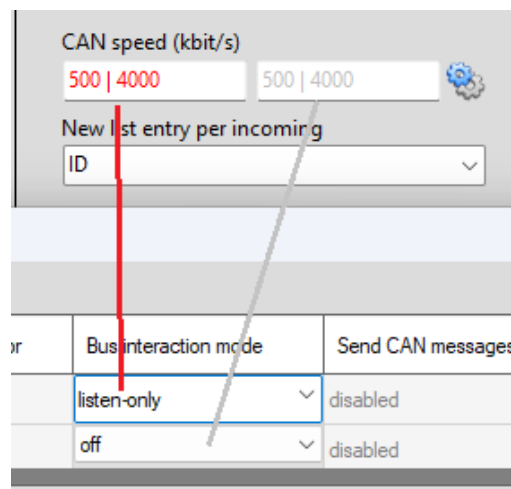 CAN speed (kbit/s)
500 | 4000 500 | 4000
New list entry per incoming
ID
or Bus interaction mode Send CAN messages
listen-only disabled
off disabled